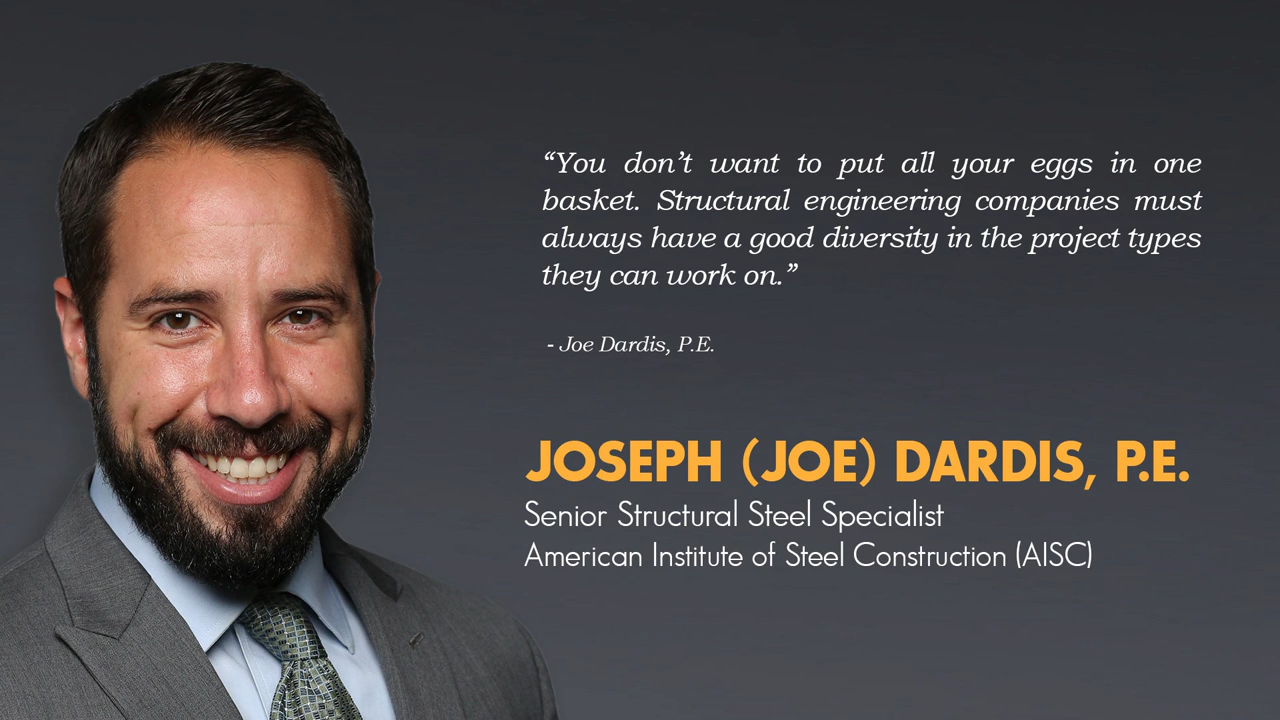 “You don’t want to put all your eggs in one
basket. Structural engineering companies must
always have a good diversity in the project types
they can work on.”
- Joe Dardis, P.E.
JOSEPH (JOE) DARDIS, P.E.
Senior Structural Steel Specialist
American Institute of Steel Construction (AISC)